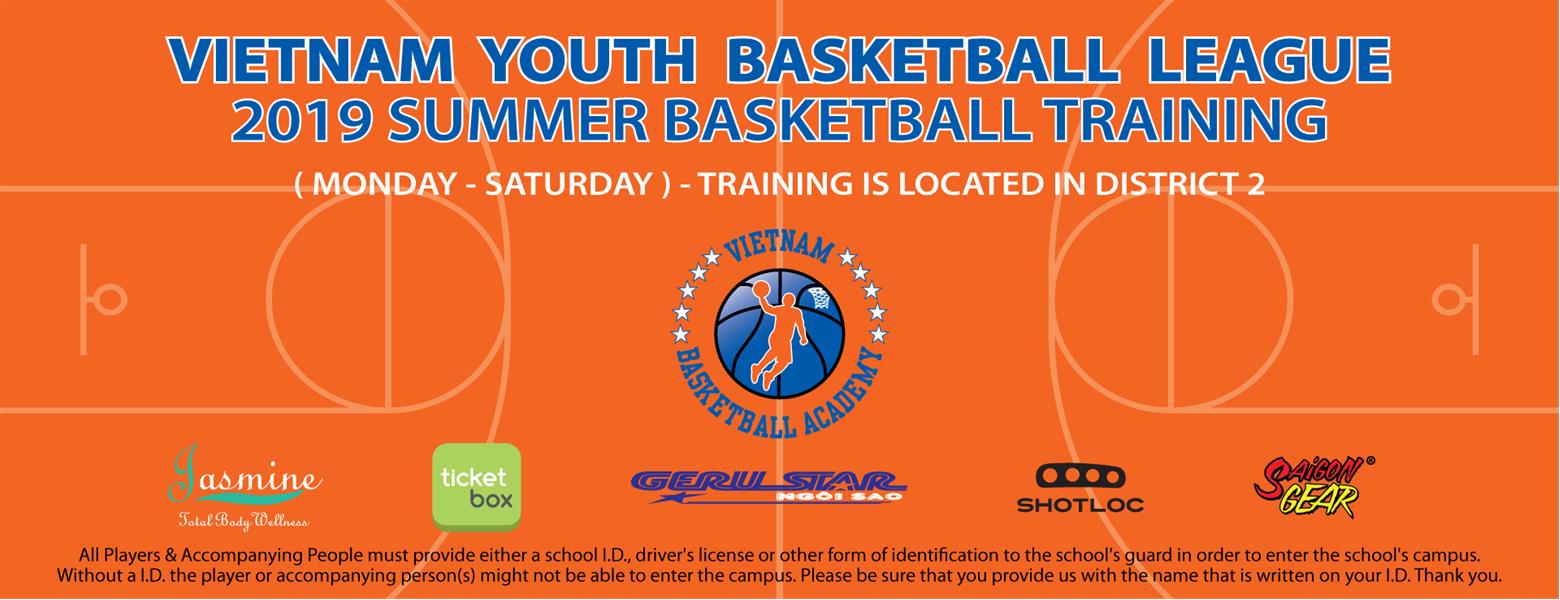 VIETNAM YOUTH BASKETBALL LEAGUE
2019 SUMMER BASKETBALL TRAINING
( MONDAY - SATURDAY ) - TRAINING IS LOCATED IN DISTRICT 2
VIETNAM
BASKETBALL ACADEMY
Jasmine
Total Body Wellness
ticket
box
GERU STAR
NGÔI SAO
SHOTLOC
SAiGON®
GEAR
All Players & Accompanying People must provide either a school I.D., driver's license or other form of identification to the school's guard in order to enter the school's campus.
Without a I.D. the player or accompanying person(s) might not be able to enter the campus. Please be sure that you provide us with the name that is written on your I.D. Thank you.